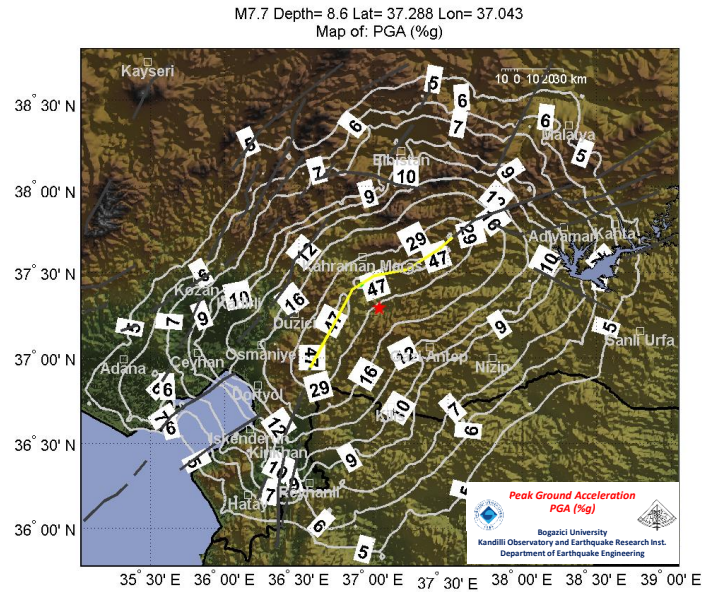 M7.7 Depth= 8.6 Lat= 37.288 Lon= 37.043
Map of: PGA (%g)
Kayseri
10 0 10 20 30 km
38° 30' N
5
6
7
6
5
6
Malatya
5
Elbistan
7
10
9
9
38° 00' N
13
6
29
29
Adiyaman
Kahta
12
47
Kahraman Maras
10
37° 30' N
6
Kozan
10
Kadirli
16
47
9
7
5
Duzici
47
9
5
Sanli Urfa
37° 00' N
Adana
Ceyhan
Osmaniye
47
12
Gazi Antep
Nizip
29
16
6
Dortyol
10
Kilis
7
7
6
6
36° 30' N
12
Iskenderun
Kirikhan
5
10
9
9
7
Reyhanli
Hatay
6
5
5
36° 00' N
Peak Ground Acceleration
PGA (%g)
Bogazici University
Kandilli Observatory and Earthquake Research Inst.
Department of Earthquake Engineering
35° 30' E
36° 00' E
36° 30' E
37° 00' E
37° 30' E
38° 00' E
38° 30' E
39° 00' E